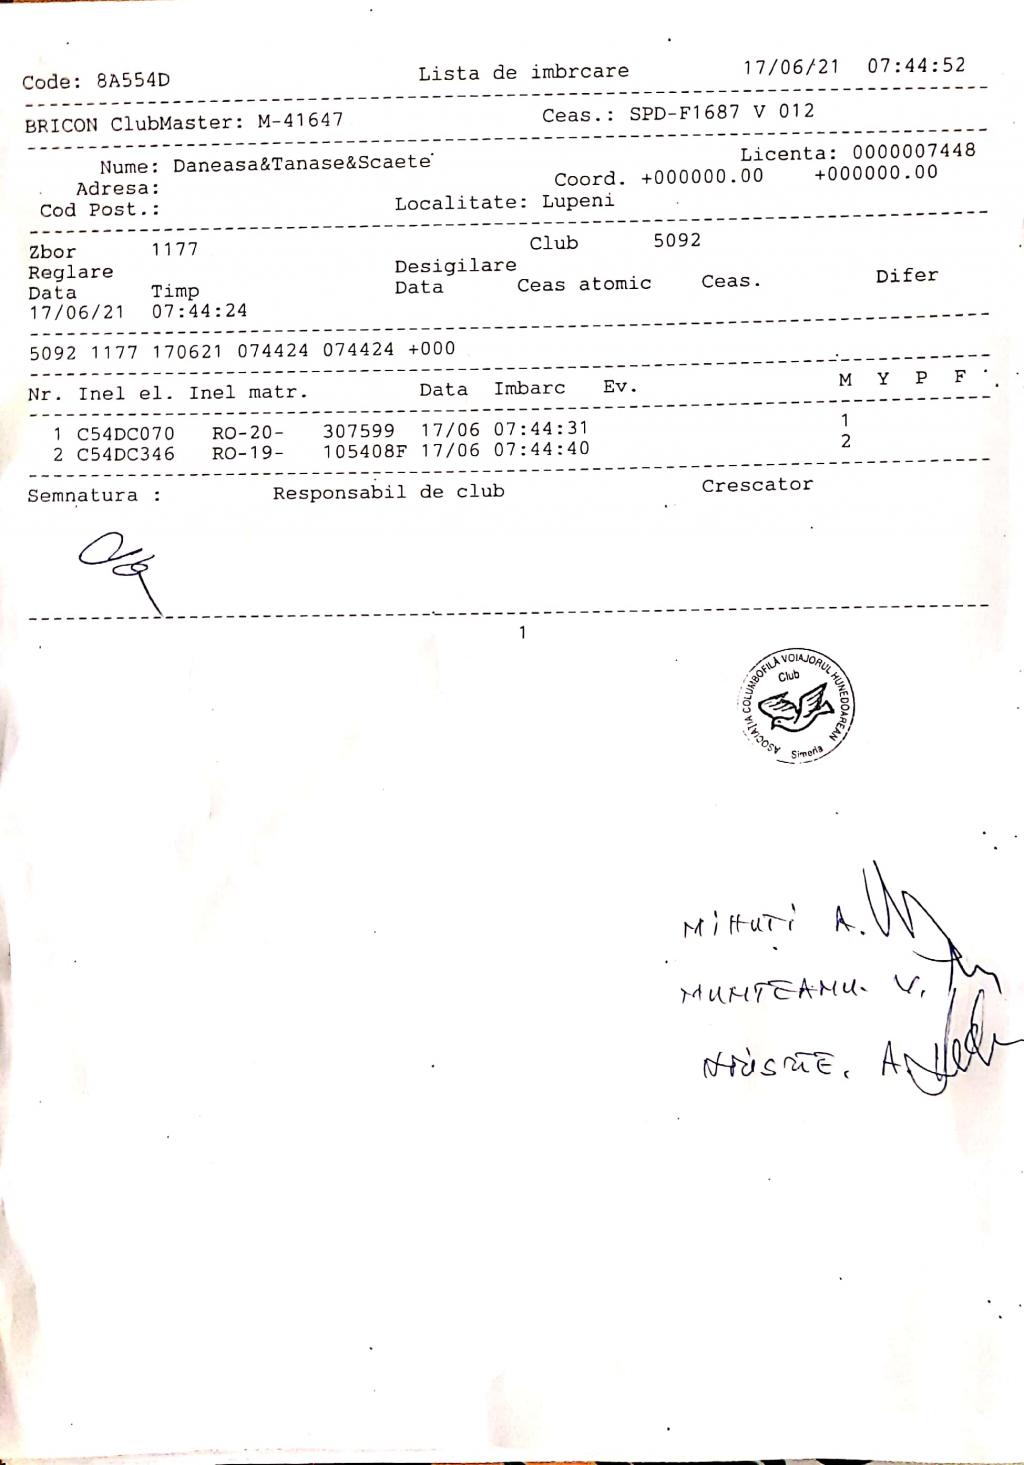 Code: 8A554D Lista de imbrcare 17/06/21 07:44:52
BRICON ClubMaster: M-41647 Ceas.: SPD-F1687 V 012
Nume: Daneasa&Tanase&Scaete Licenta: 0000007448
Adresa: Coord. +000000.00 +000000.00
Cod Post.: Localitate: Lupeni
Zbor 1177 Club 5092
Reglare Desigilare
Data Timp Data Ceas atomic Ceas. Difer
17/06/21 07:44:24
5092 1177 170621 074424 074424 +000
Nr. Inel el. Inel matr. Data Imbarc Ev. M Y P F
1 C54DC070 RO-20- 307599 17/06 07:44:31 1
2 C54DC346 RO-19- 105408F 17/06 07:44:40 2
Semnatura : Responsabil de club Crescator
1
ASOCIAȚIA COLUMBOFILĂ VOIAJORUL HUNEDOAREAN
Club
Simeria
MIHUȚI A.
MUNTEANU. V.
A.